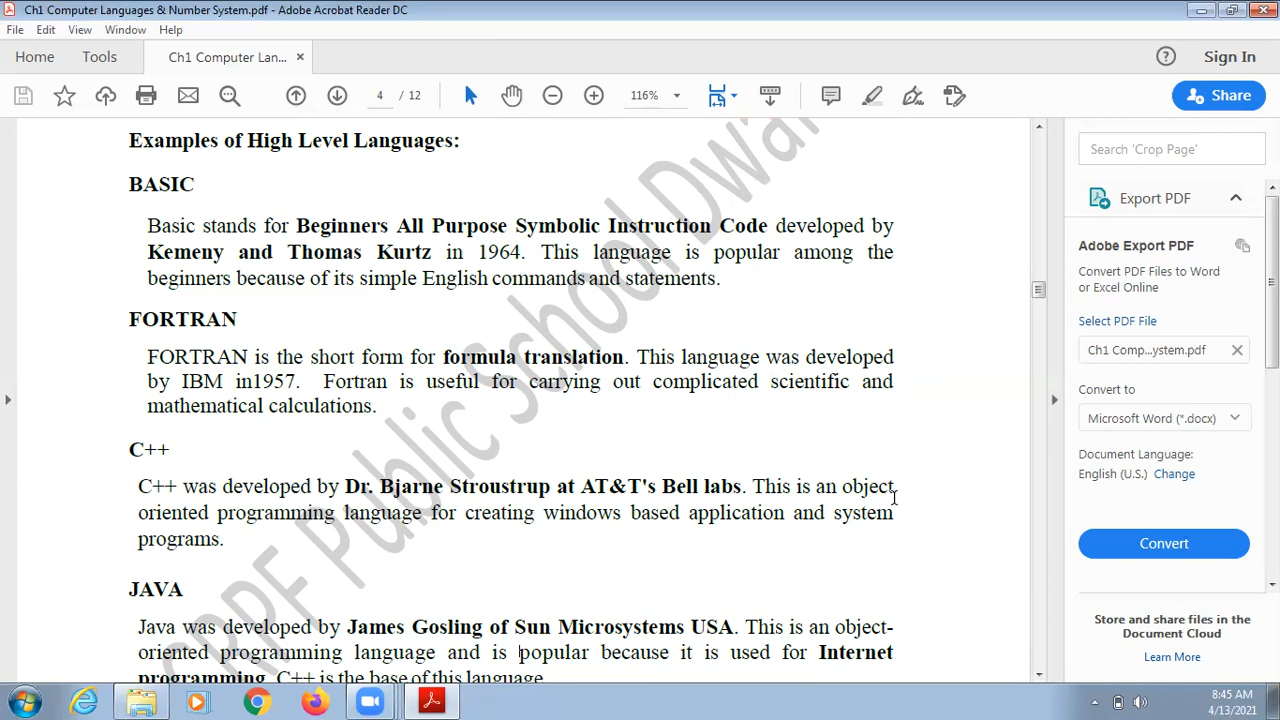 Ch1 Computer Languages & Number System.pdf - Adobe Acrobat Reader DC
File Edit View Window Help
Home Tools Ch1 Computer Lan... × Sign In
4 / 12 116% Share
Examples of High Level Languages:
BASIC
Basic stands for Beginners All Purpose Symbolic Instruction Code developed by
Kemeny and Thomas Kurtz in 1964. This language is popular among the
beginners because of its simple English commands and statements.
FORTRAN
FORTRAN is the short form for formula translation. This language was developed
by IBM in1957. Fortran is useful for carrying out complicated scientific and
mathematical calculations.
C++
C++ was developed by Dr. Bjarne Stroustrup at AT&T's Bell labs. This is an object
oriented programming language for creating windows based application and system
programs.
JAVA
Java was developed by James Gosling of Sun Microsystems USA. This is an object-
oriented programming language and is popular because it is used for Internet
programming. C++ is the base of this language.
CRPF Public School Dwar
Search 'Crop Page'
Export PDF
Adobe Export PDF
Convert PDF Files to Word
or Excel Online
Select PDF File
Ch1 Comp...ystem.pdf
Convert to
Microsoft Word (*.docx)
Document Language:
English (U.S.) Change
Convert
Store and share files in the
Document Cloud
Learn More
8:45 AM
4/13/2021